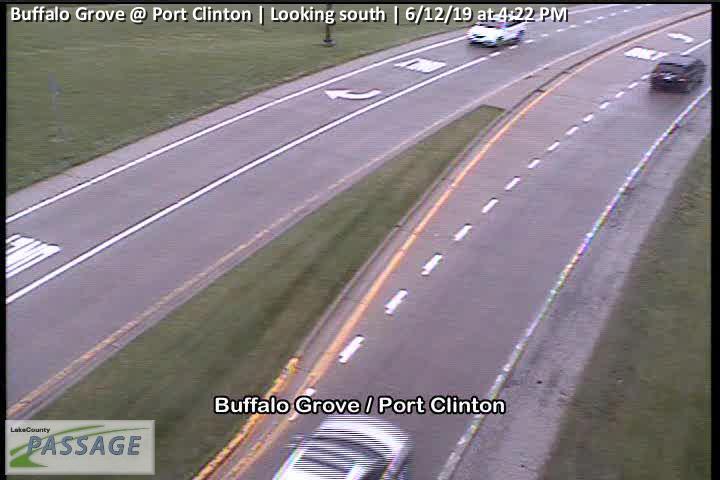 Buffalo Grove @ Port Clinton | Looking south | 6/12/19 at 4:22 PM
Buffalo Grove / Port Clinton
LakeCounty
PASSAGE